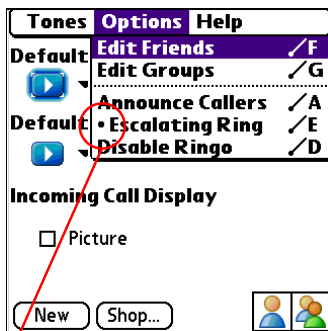 Tones Options Help
Default
Edit Friends /F
Edit Groups /G
Announce Callers /A
Default
• Escalating Ring /E
Disable Ringo /D
Incoming Call Display
Picture
New Shop...